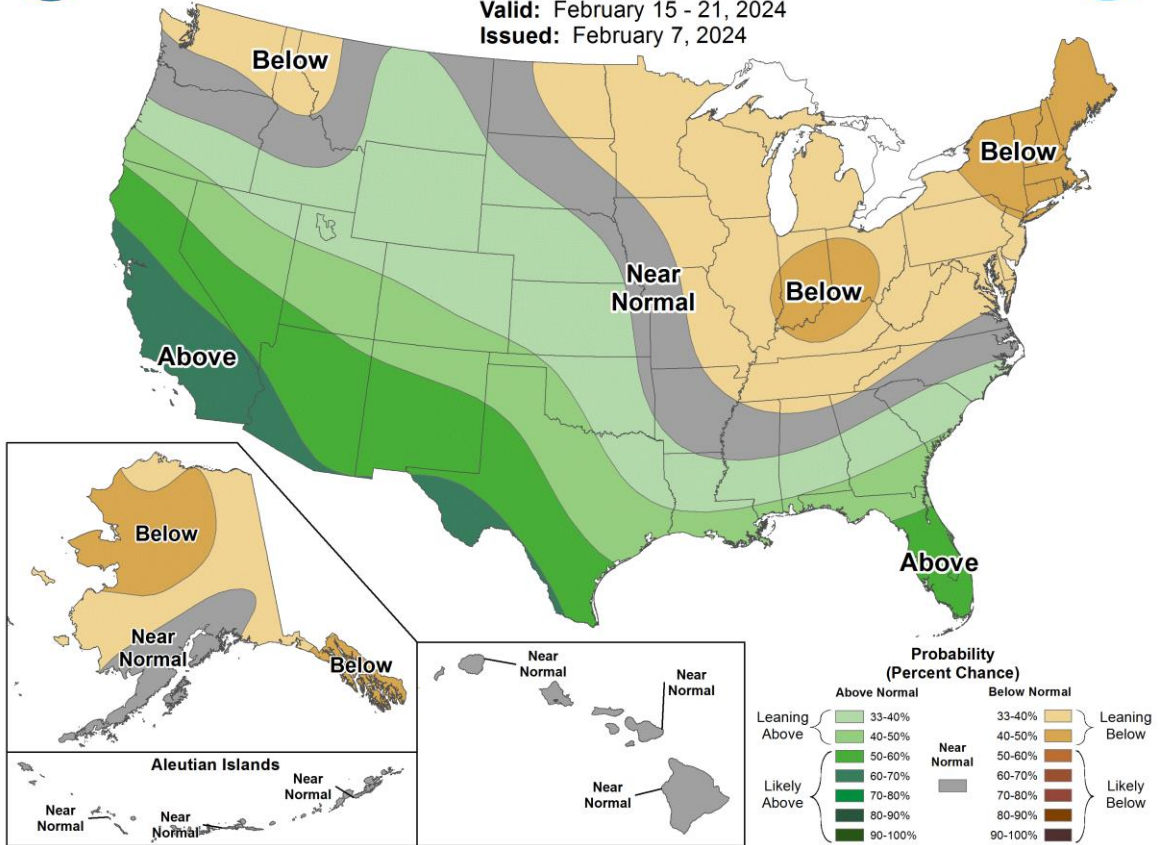 Valid: February 15 - 21, 2024
Issued: February 7, 2024
Below
Below
Near
Normal
Below
Above
Above
Below
Near
Normal
Below
Aleutian Islands
Near
Normal
Near
Normal
Near
Normal
Near
Normal
Near
Normal
Near
Normal
Probability
(Percent Chance)
Above Normal
Below Normal
Leaning
Above
33-40%
40-50%
Likely
Above
50-60%
60-70%
70-80%
80-90%
90-100%
Near
Normal
33-40%
40-50%
Leaning
Below
50-60%
60-70%
70-80%
80-90%
90-100%
Likely
Below